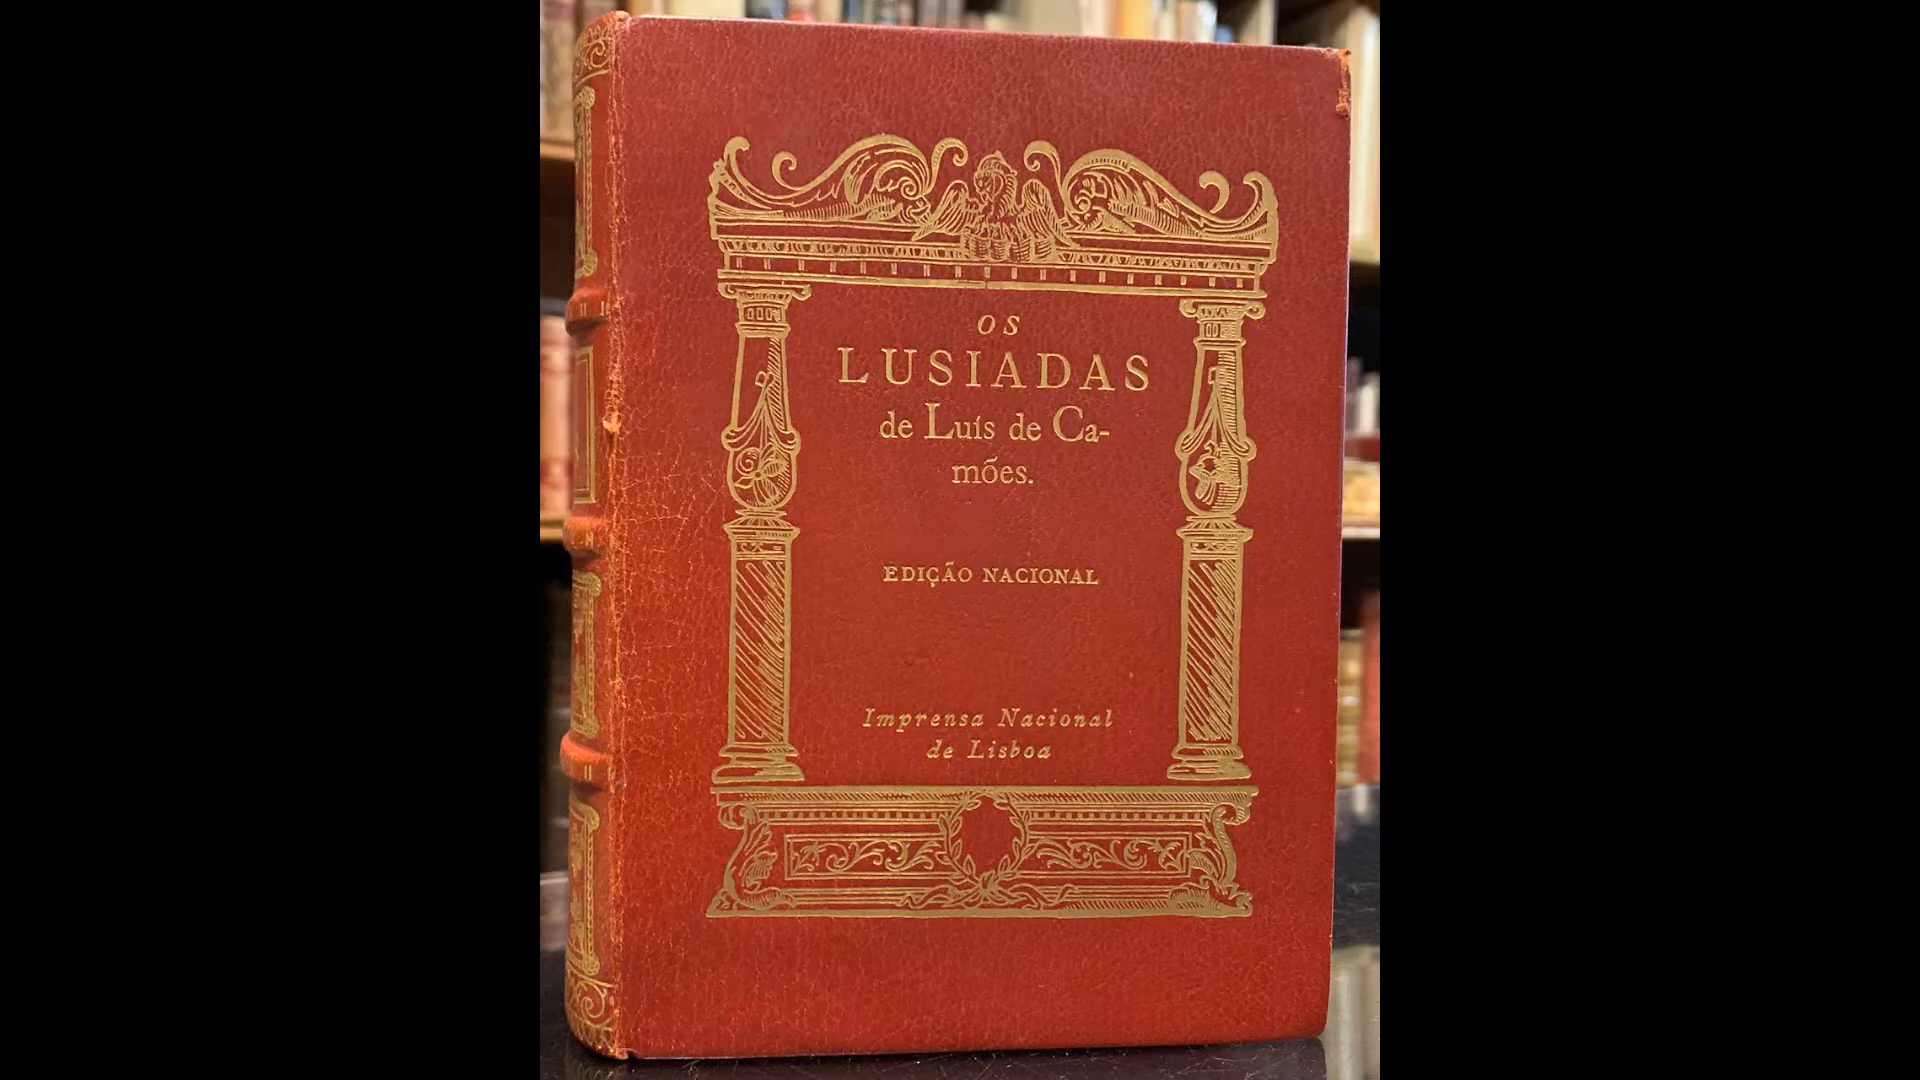 OS
LUSIADAS
de Luís de Ca-
mões.
EDIÇÃO NACIONAL
Imprensa Nacional
de Lisboa